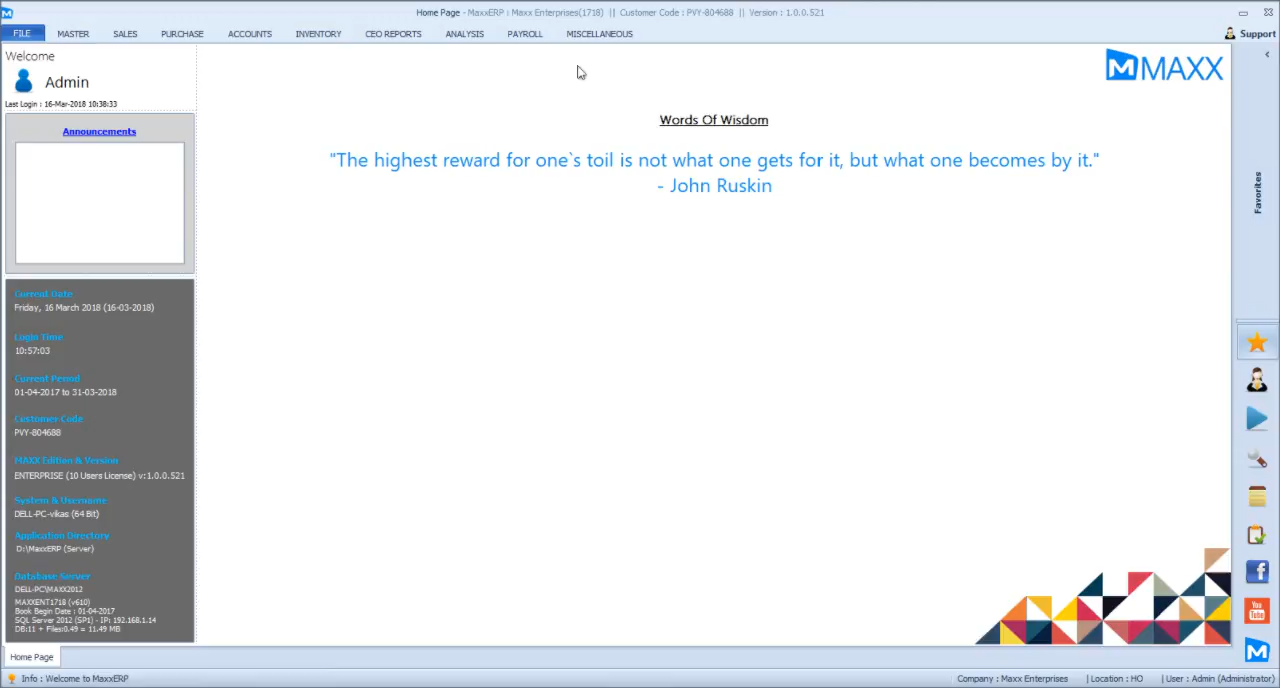 Home Page - MaxxERP : Maxx Enterprises(1718) || Customer Code : PVY-804688 || Version : 1.0.0.521
FILE MASTER SALES PURCHASE ACCOUNTS INVENTORY CEO REPORTS ANALYSIS PAYROLL MISCELLANEOUS Support
Welcome
Admin
Last Login : 16-Mar-2018 10:38:33
Announcements
MAXX
Words Of Wisdom
"The highest reward for one`s toil is not what one gets for it, but what one becomes by it."
- John Ruskin
Favorites
Current Date
Friday, 16 March 2018 (16-03-2018)
Login Time
10:57:03
Current Period
01-04-2017 to 31-03-2018
Customer Code
PVY-804688
MAXX Edition & Version
ENTERPRISE (10 Users License) v:1.0.0.521
System & Username
DELL-PC-vikas (64 Bit)
Application Directory
D:\MaxxERP (Server)
Database Server
DELL-PC\MAXX2012
MAXXENT1718 (v610)
Book Begin Date : 01-04-2017
SQL Server 2012 (SP1) - IP: 192.168.1.14
DB:11 + Files:0.49 = 11.49 MB
You
Tube
Home Page
Info : Welcome to MaxxERP
Company : Maxx Enterprises | Location : HO | User : Admin (Administrator)